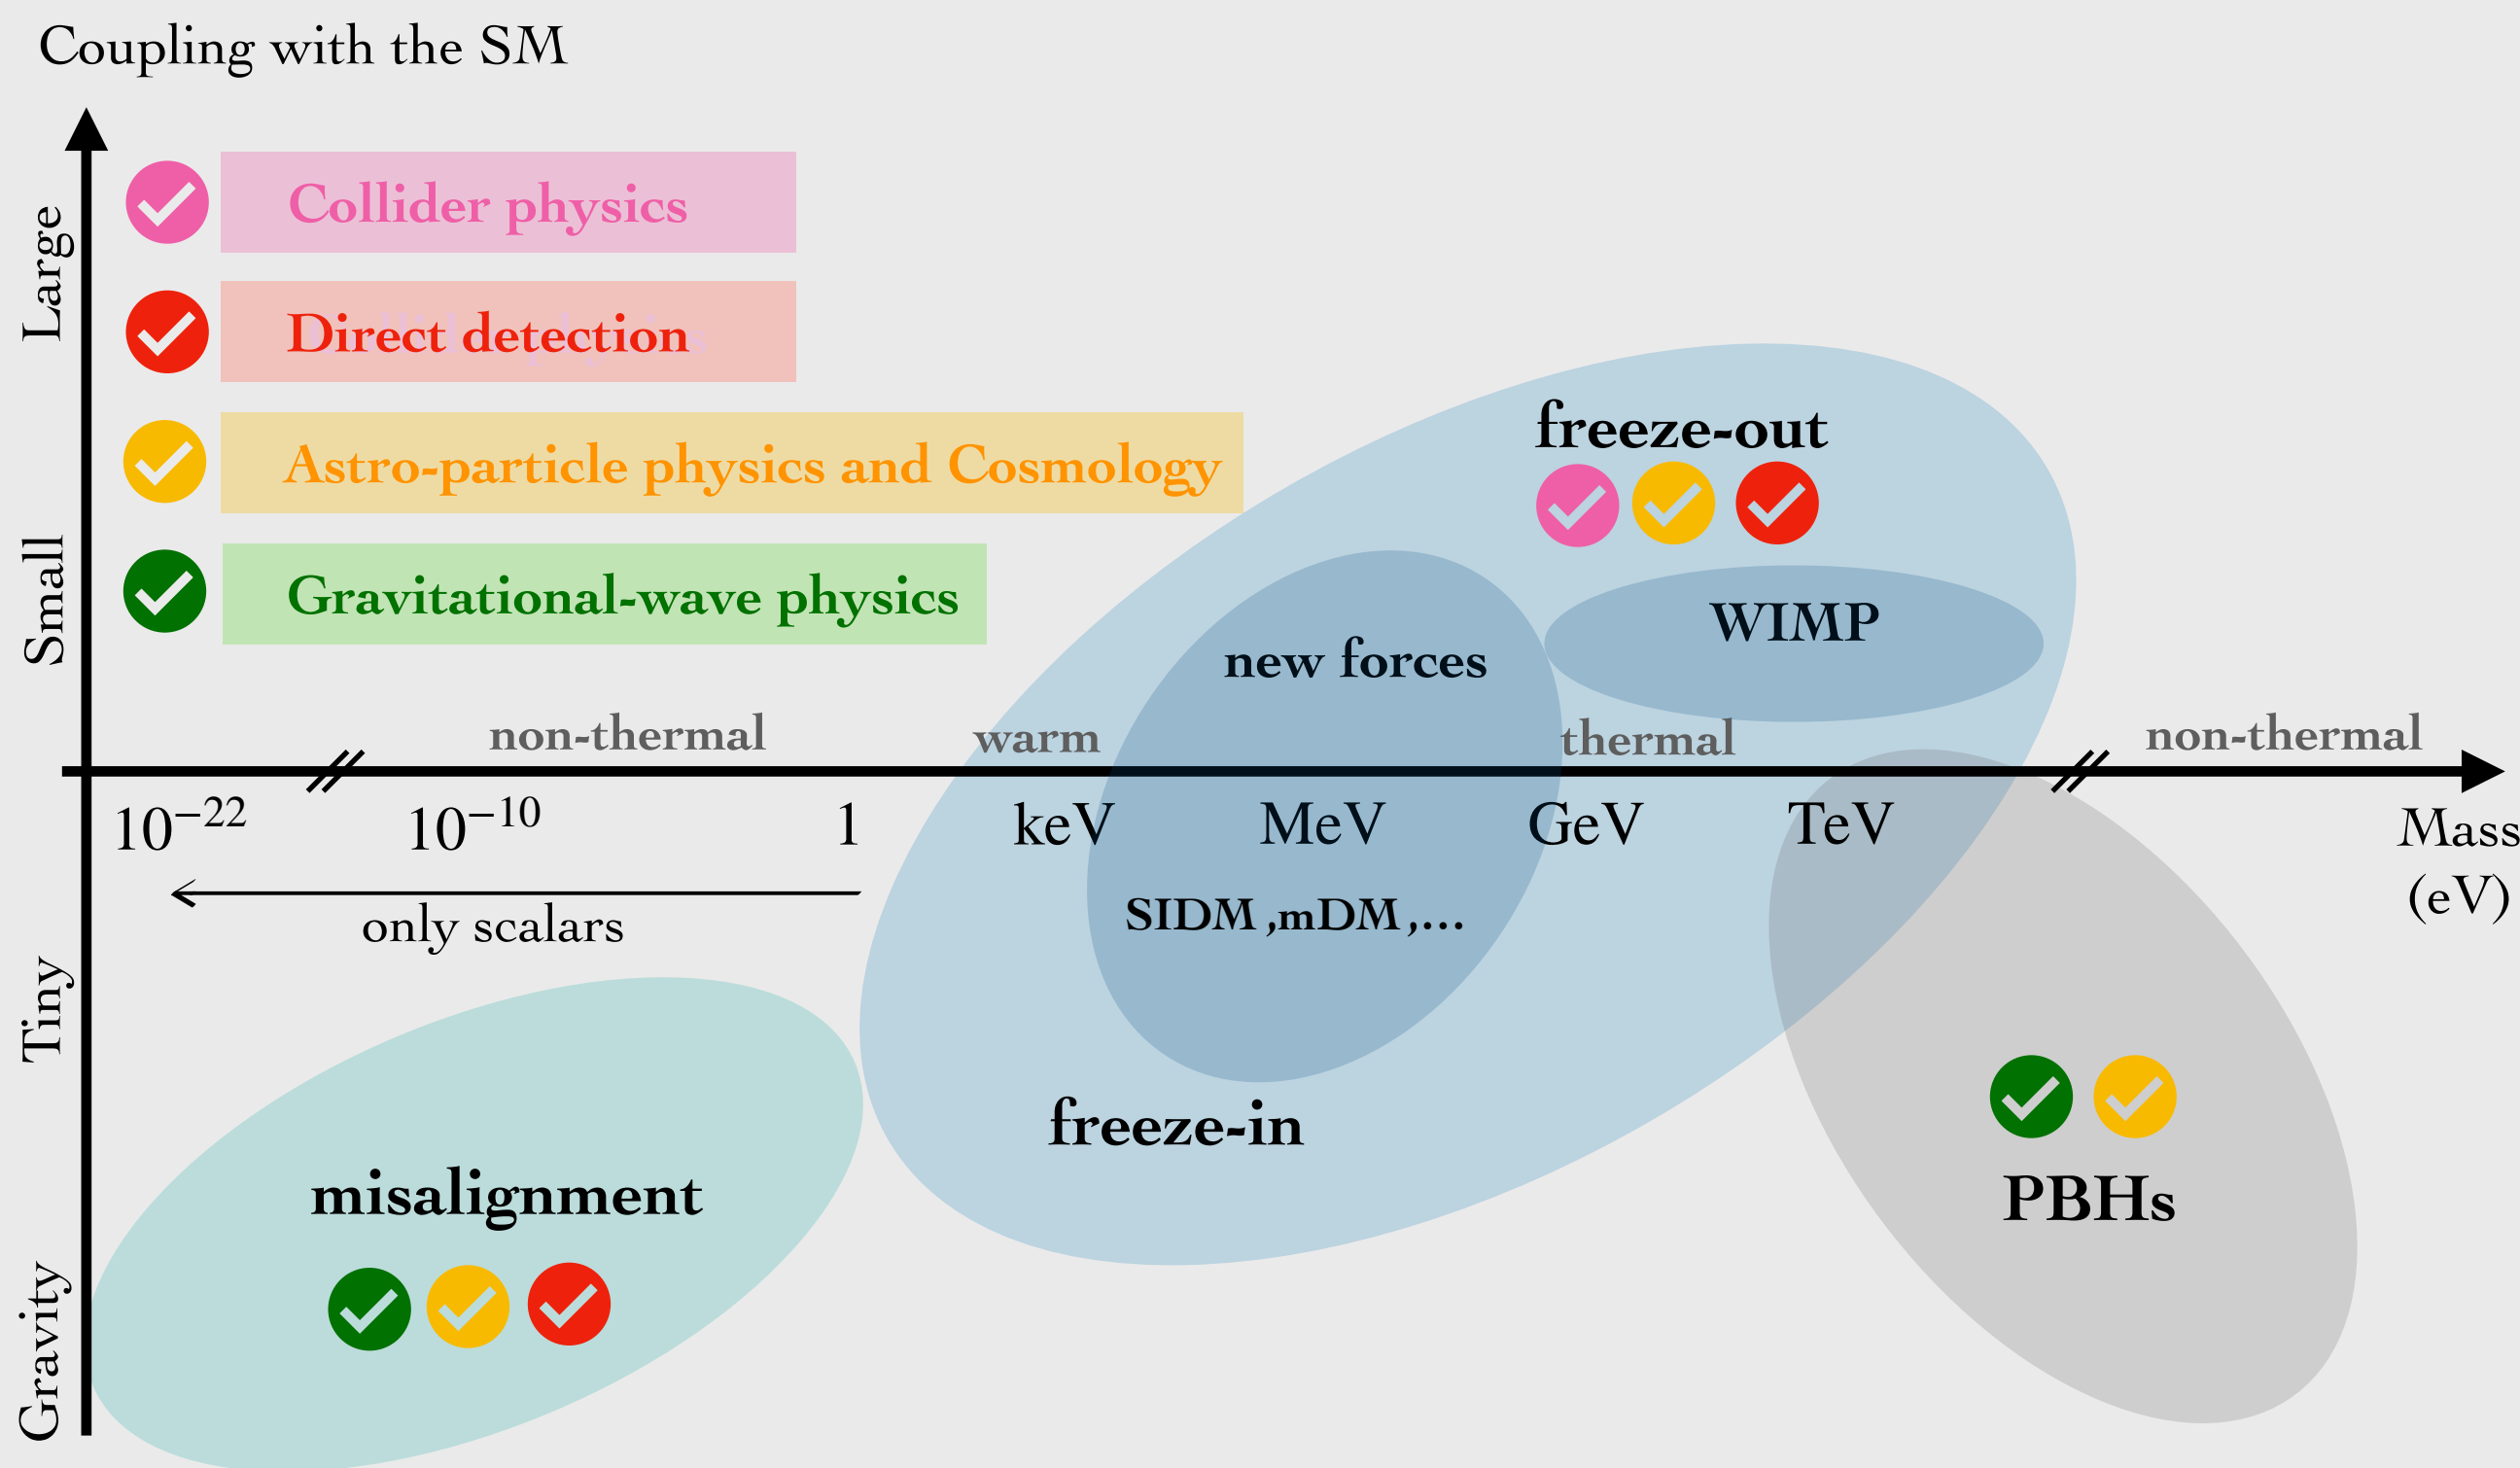 Coupling with the SM
Large
Small
Tiny
Gravity
Collider physics
Direct detection
Astro-particle physics and Cosmology
Gravitational-wave physics
freeze-out
WIMP
new forces
non-thermal
warm
thermal
non-thermal
10⁻²²
10⁻¹⁰
1
keV
MeV
GeV
TeV
Mass
(eV)
only scalars
SIDM ,mDM ,…
freeze-in
misalignment
PBHs